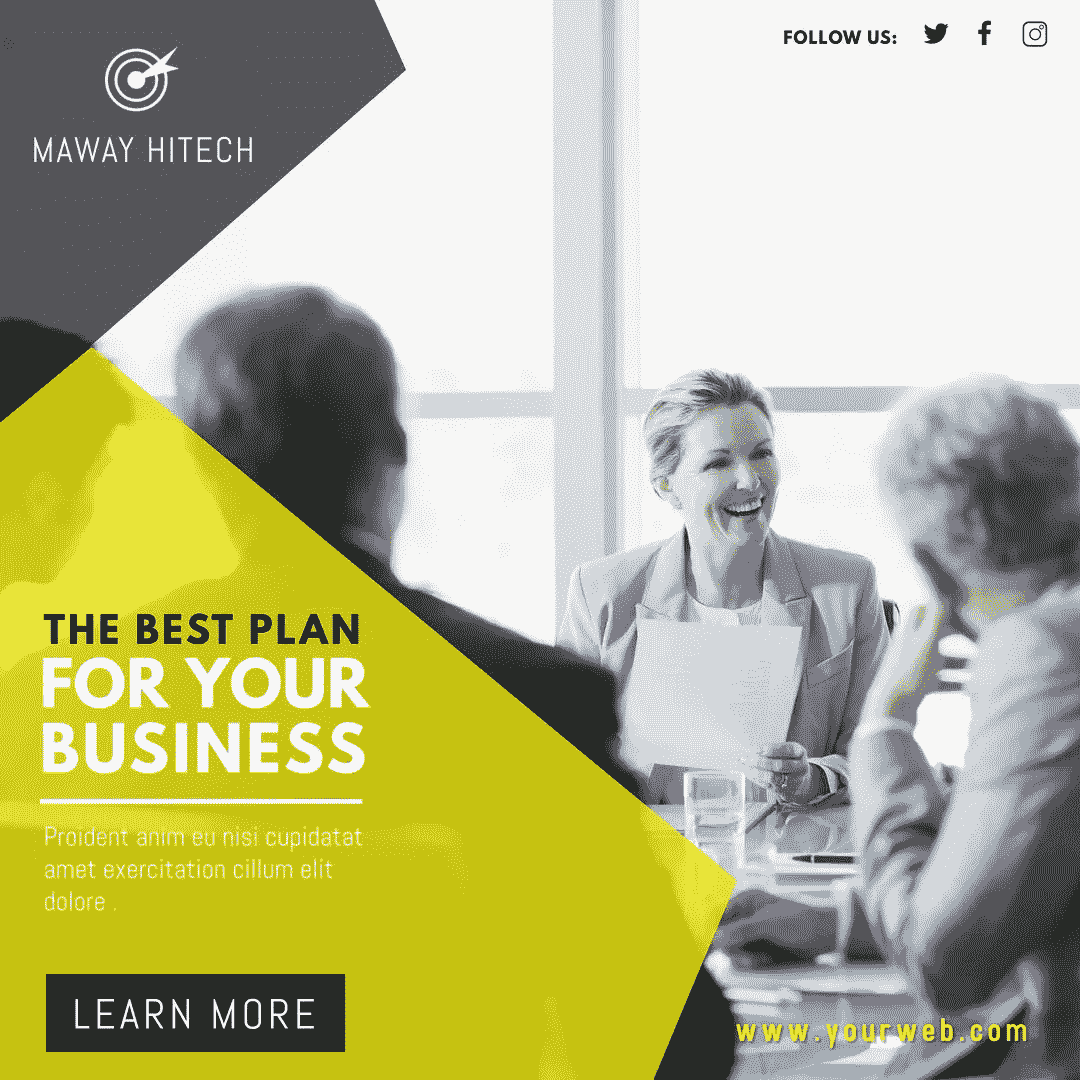 FOLLOW US:
MAWAY HITECH
THE BEST PLAN
FOR YOUR
BUSINESS
Proident anim eu nisi cupidatat
amet exercitation cillum elit
dolore .
LEARN MORE
www.yourweb.com